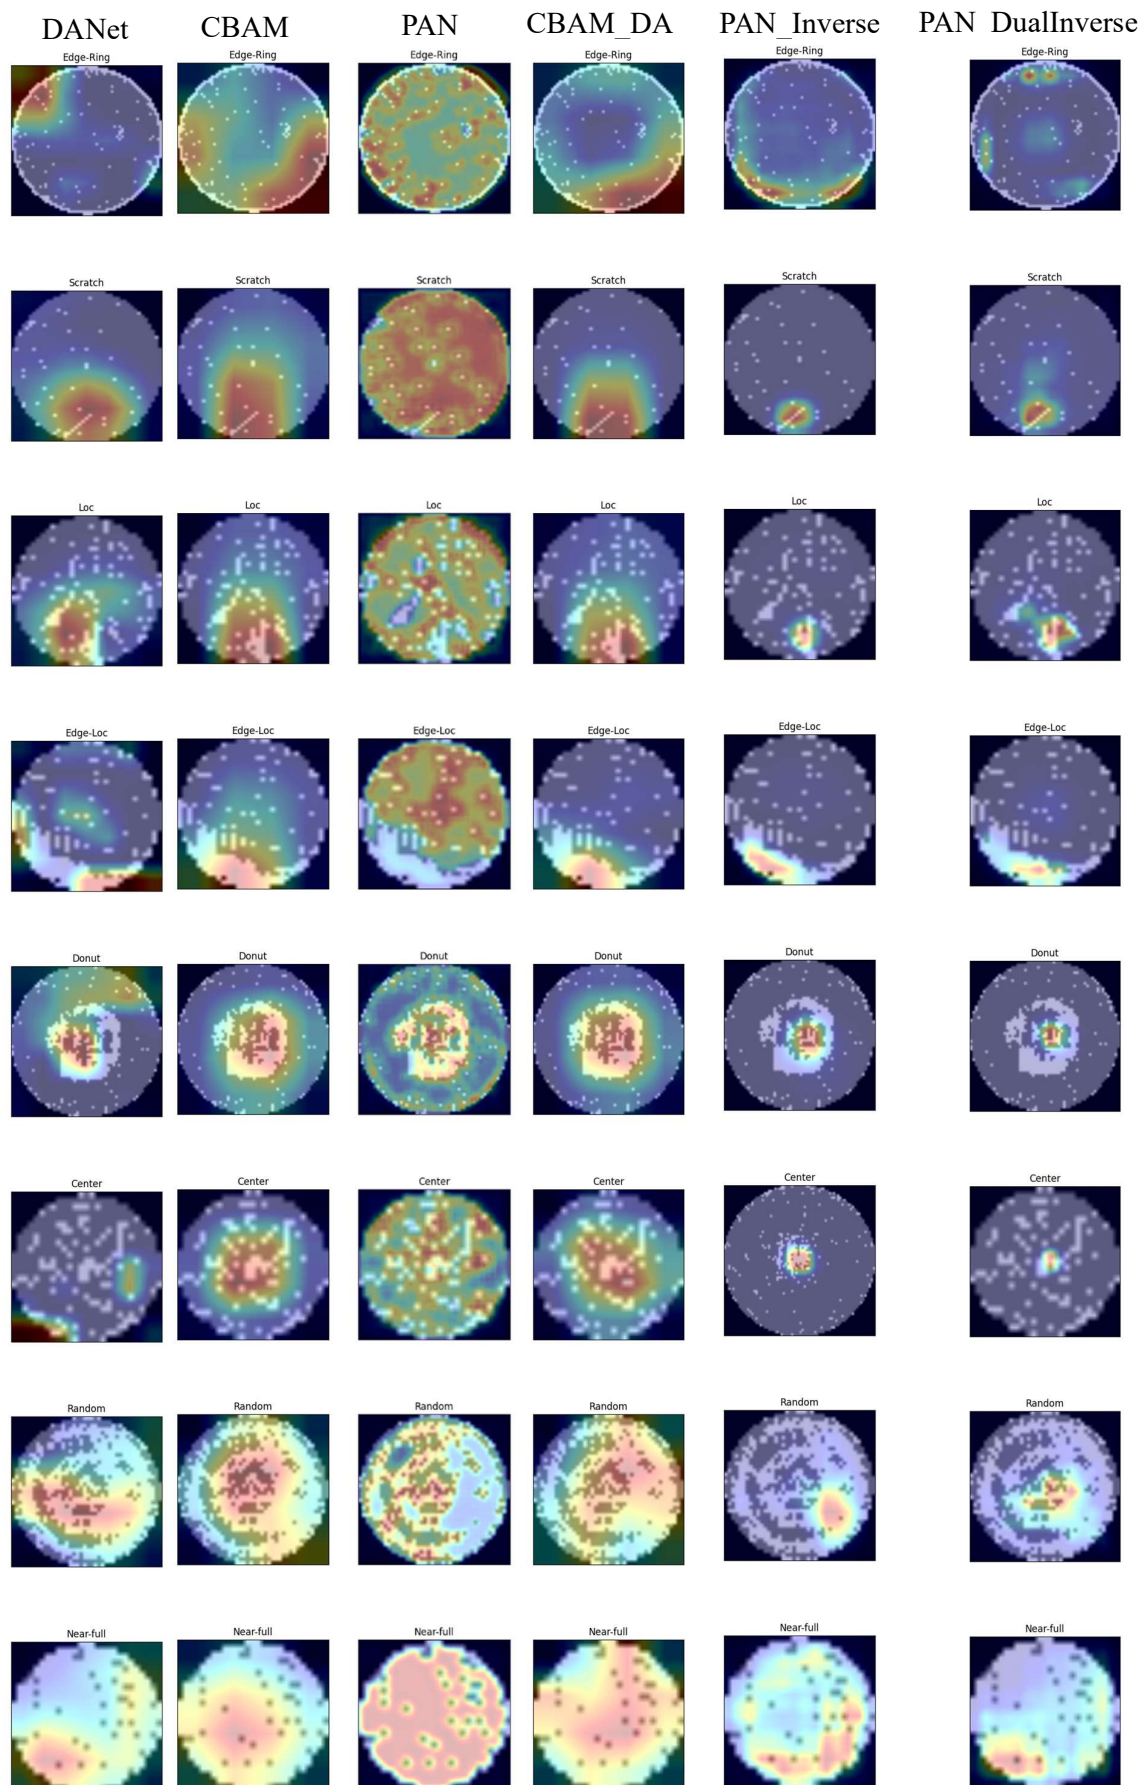 DANet CBAM PAN CBAM_DA PAN_Inverse PAN_DualInverse
Edge-Ring Edge-Ring Edge-Ring Edge-Ring Edge-Ring Edge-Ring
Scratch Scratch Scratch Scratch Scratch Scratch
Loc Loc Loc Loc Loc Loc
Edge-Loc Edge-Loc Edge-Loc Edge-Loc Edge-Loc Edge-Loc
Donut Donut Donut Donut Donut Donut
Center Center Center Center Center Center
Random Random Random Random Random Random
Near-full Near-full Near-full Near-full Near-full Near-full